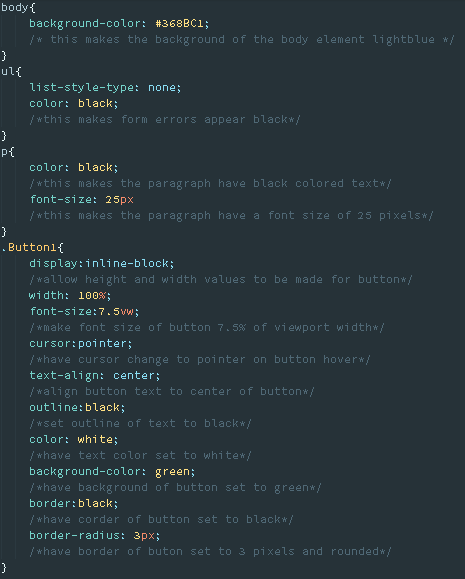 body{
background-color: #368BC1;
/* this makes the background of the body element lightblue */
}
ul{
list-style-type: none;
color: black;
/*this makes form errors appear black*/
}
p{
color: black;
/*this makes the paragraph have black colored text*/
font-size: 25px
/*this makes the paragraph have a font size of 25 pixels*/
}
.Button1{
display:inline-block;
/*allow height and width values to be made for button*/
width: 100%;
font-size:7.5vw;
/*make font size of button 7.5% of viewport width*/
cursor:pointer;
/*have cursor change to pointer on button hover*/
text-align: center;
/*align button text to center of button*/
outline:black;
/*set outline of text to black*/
color: white;
/*have text color set to white*/
background-color: green;
/*have background of button set to green*/
border:black;
/*have corder of button set to black*/
border-radius: 3px;
/*have border of buton set to 3 pixels and rounded*/
}